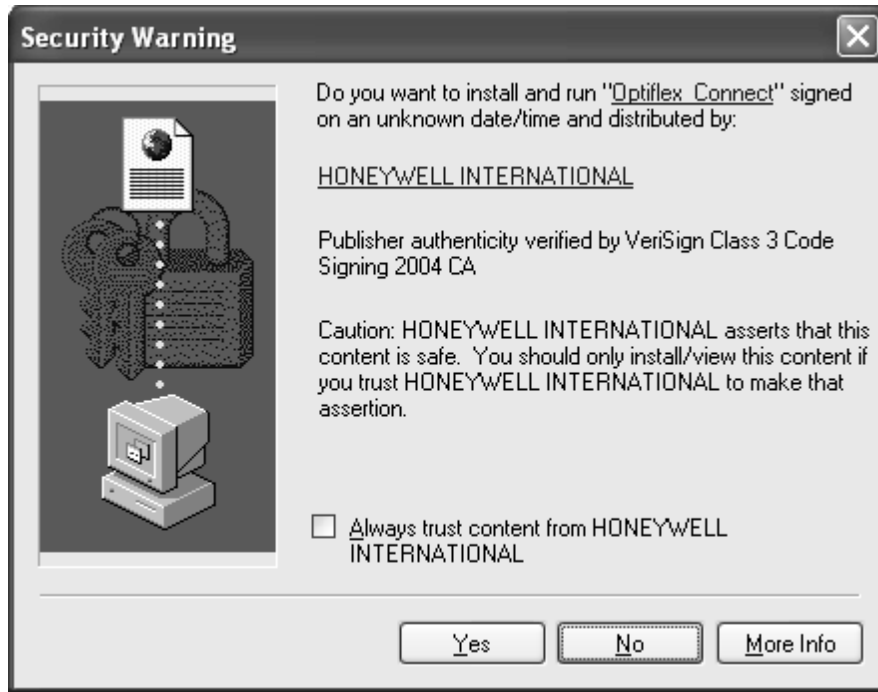 Security Warning
Do you want to install and run "Optiflex Connect" signed
on an unknown date/time and distributed by:
HONEYWELL INTERNATIONAL
Publisher authenticity verified by VeriSign Class 3 Code
Signing 2004 CA
Caution: HONEYWELL INTERNATIONAL asserts that this
content is safe.  You should only install/view this content if
you trust HONEYWELL INTERNATIONAL to make that
assertion.
Always trust content from HONEYWELL
INTERNATIONAL
Yes No More Info